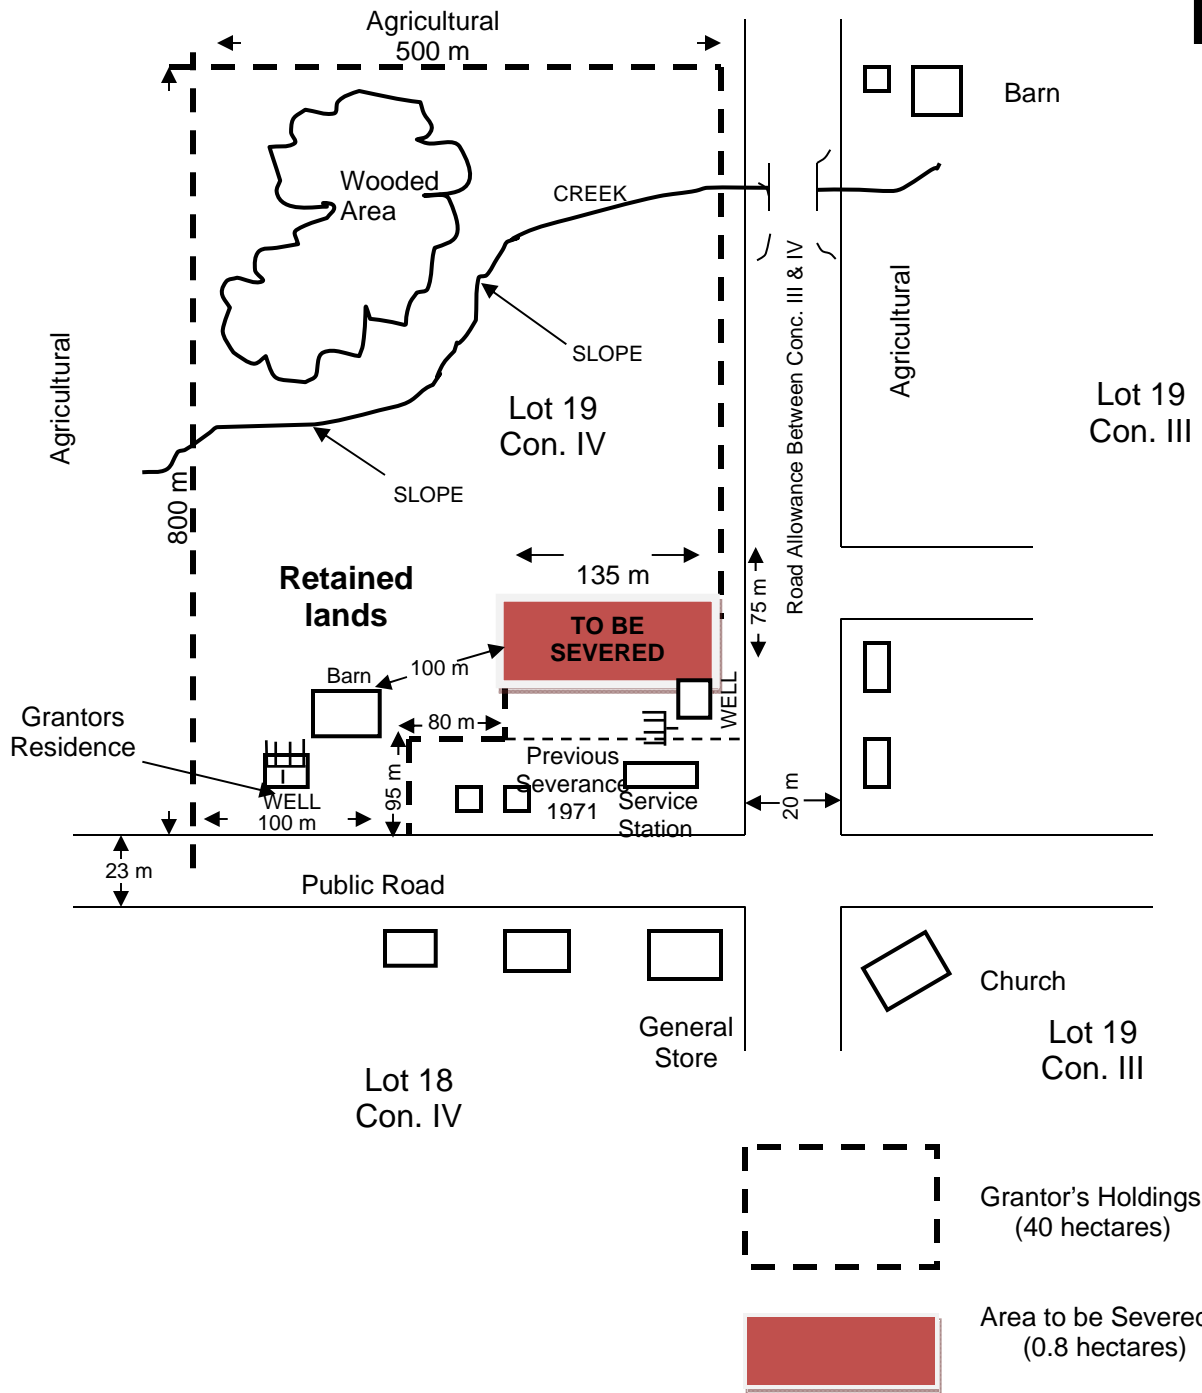 Agricultural
500 m
Barn
Wooded
Area
CREEK
Agricultural
Agricultural
Road Allowance Between Conc. III & IV
SLOPE
Lot 19
Con. IV
Lot 19
Con. III
SLOPE
800 m
135 m
75 m
Retained
lands
TO BE
SEVERED
100 m
Barn
WELL
Grantors
Residence
80 m
95 m
Previous
Severance
1971
Service
Station
WELL
100 m
20 m
23 m
Public Road
General
Store
Church
Lot 19
Con. III
Lot 18
Con. IV
Grantor's Holdings
(40 hectares)
Area to be Severed
(0.8 hectares)